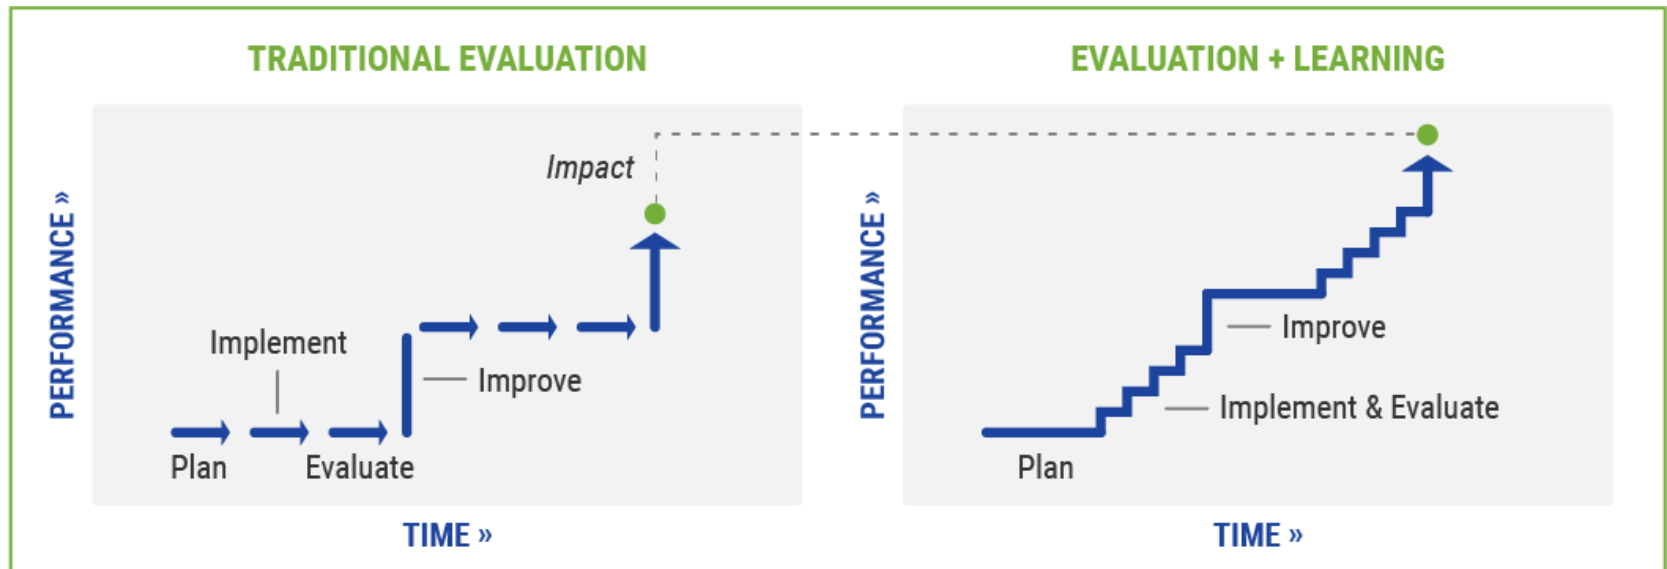 TRADITIONAL EVALUATION
PERFORMANCE »
Impact
Implement
Improve
Plan
Evaluate
TIME »
EVALUATION + LEARNING
PERFORMANCE »
Improve
Implement & Evaluate
Plan
TIME »